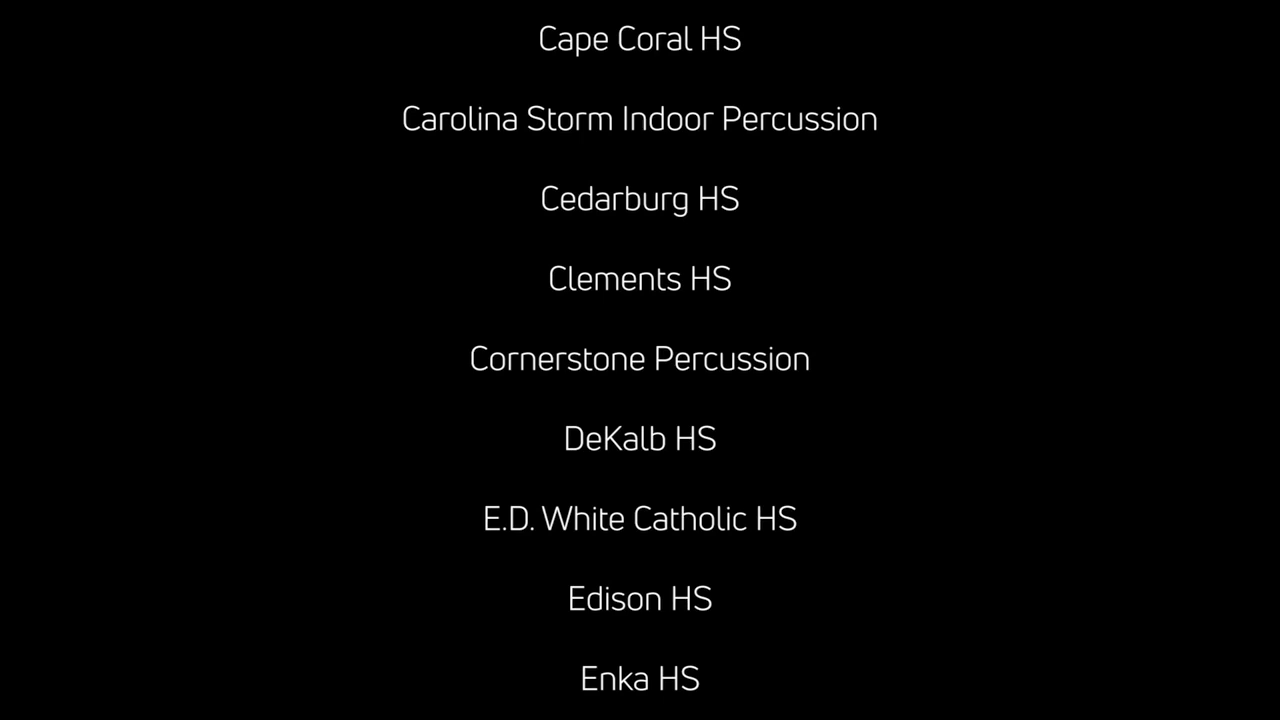 Cape Coral HS
Carolina Storm Indoor Percussion
Cedarburg HS
Clements HS
Cornerstone Percussion
DeKalb HS
E.D. White Catholic HS
Edison HS
Enka HS